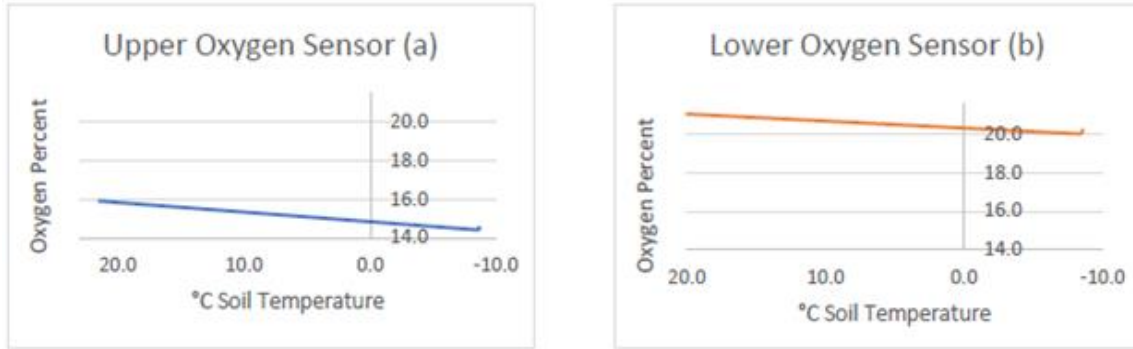 Upper Oxygen Sensor (a)
Oxygen Percent
20.0
18.0
16.0
14.0
20.0 10.0 0.0 -10.0
°C Soil Temperature
Lower Oxygen Sensor (b)
Oxygen Percent
20.0
18.0
16.0
14.0
20.0 10.0 0.0 -10.0
°C Soil Temperature